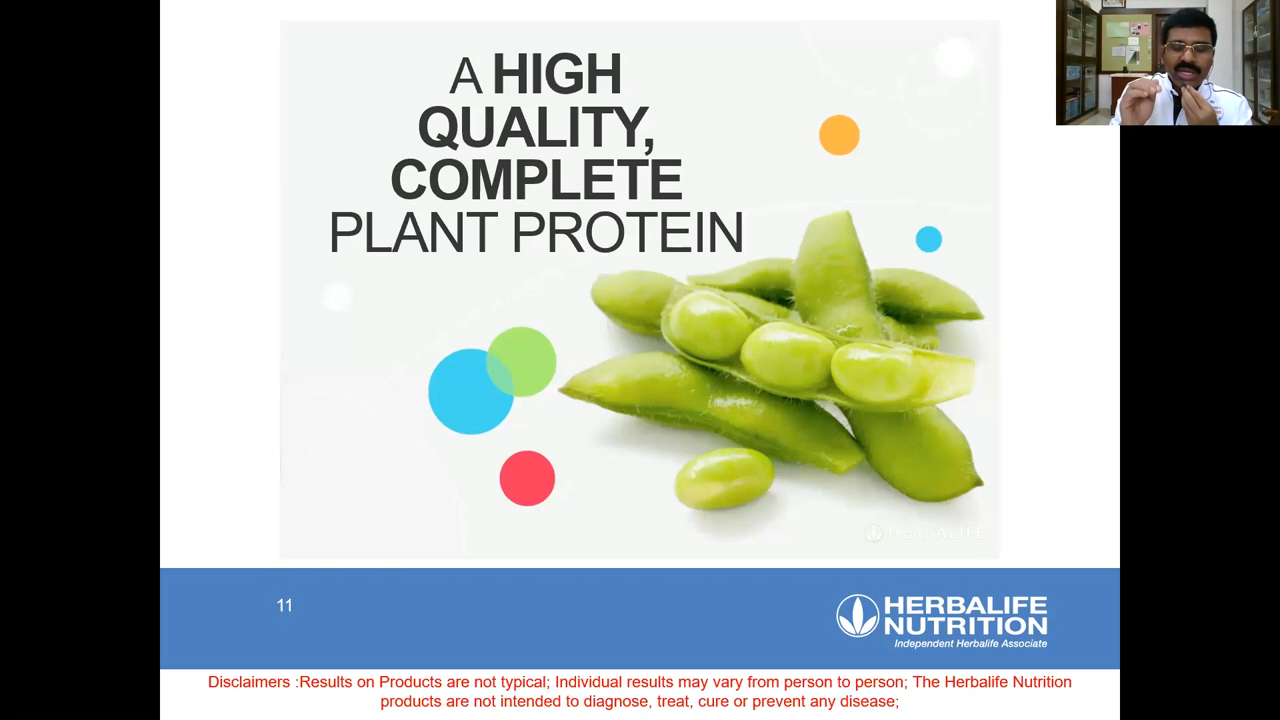 A HIGH
QUALITY,
COMPLETE
PLANT PROTEIN
HERBALIFE
11
HERBALIFE
NUTRITION
Independent Herbalife Associate
Disclaimers :Results on Products are not typical; Individual results may vary from person to person; The Herbalife Nutrition
products are not intended to diagnose, treat, cure or prevent any disease;